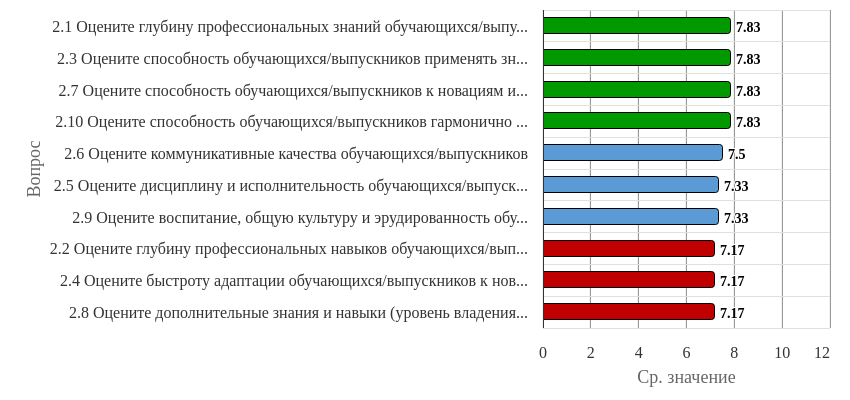 2.1 Оцените глубину профессиональных знаний обучающихся/выпу... 7.83
2.3 Оцените способность обучающихся/выпускников применять зн... 7.83
2.7 Оцените способность обучающихся/выпускников к новациям и... 7.83
2.10 Оцените способность обучающихся/выпускников гармонично ... 7.83
2.6 Оцените коммуникативные качества обучающихся/выпускников 7.5
2.5 Оцените дисциплину и исполнительность обучающихся/выпуск... 7.33
2.9 Оцените воспитание, общую культуру и эрудированность обу... 7.33
2.2 Оцените глубину профессиональных навыков обучающихся/вып... 7.17
2.4 Оцените быстроту адаптации обучающихся/выпускников к нов... 7.17
2.8 Оцените дополнительные знания и навыки (уровень владения... 7.17
Вопрос
0 2 4 6 8 10 12
Ср. значение